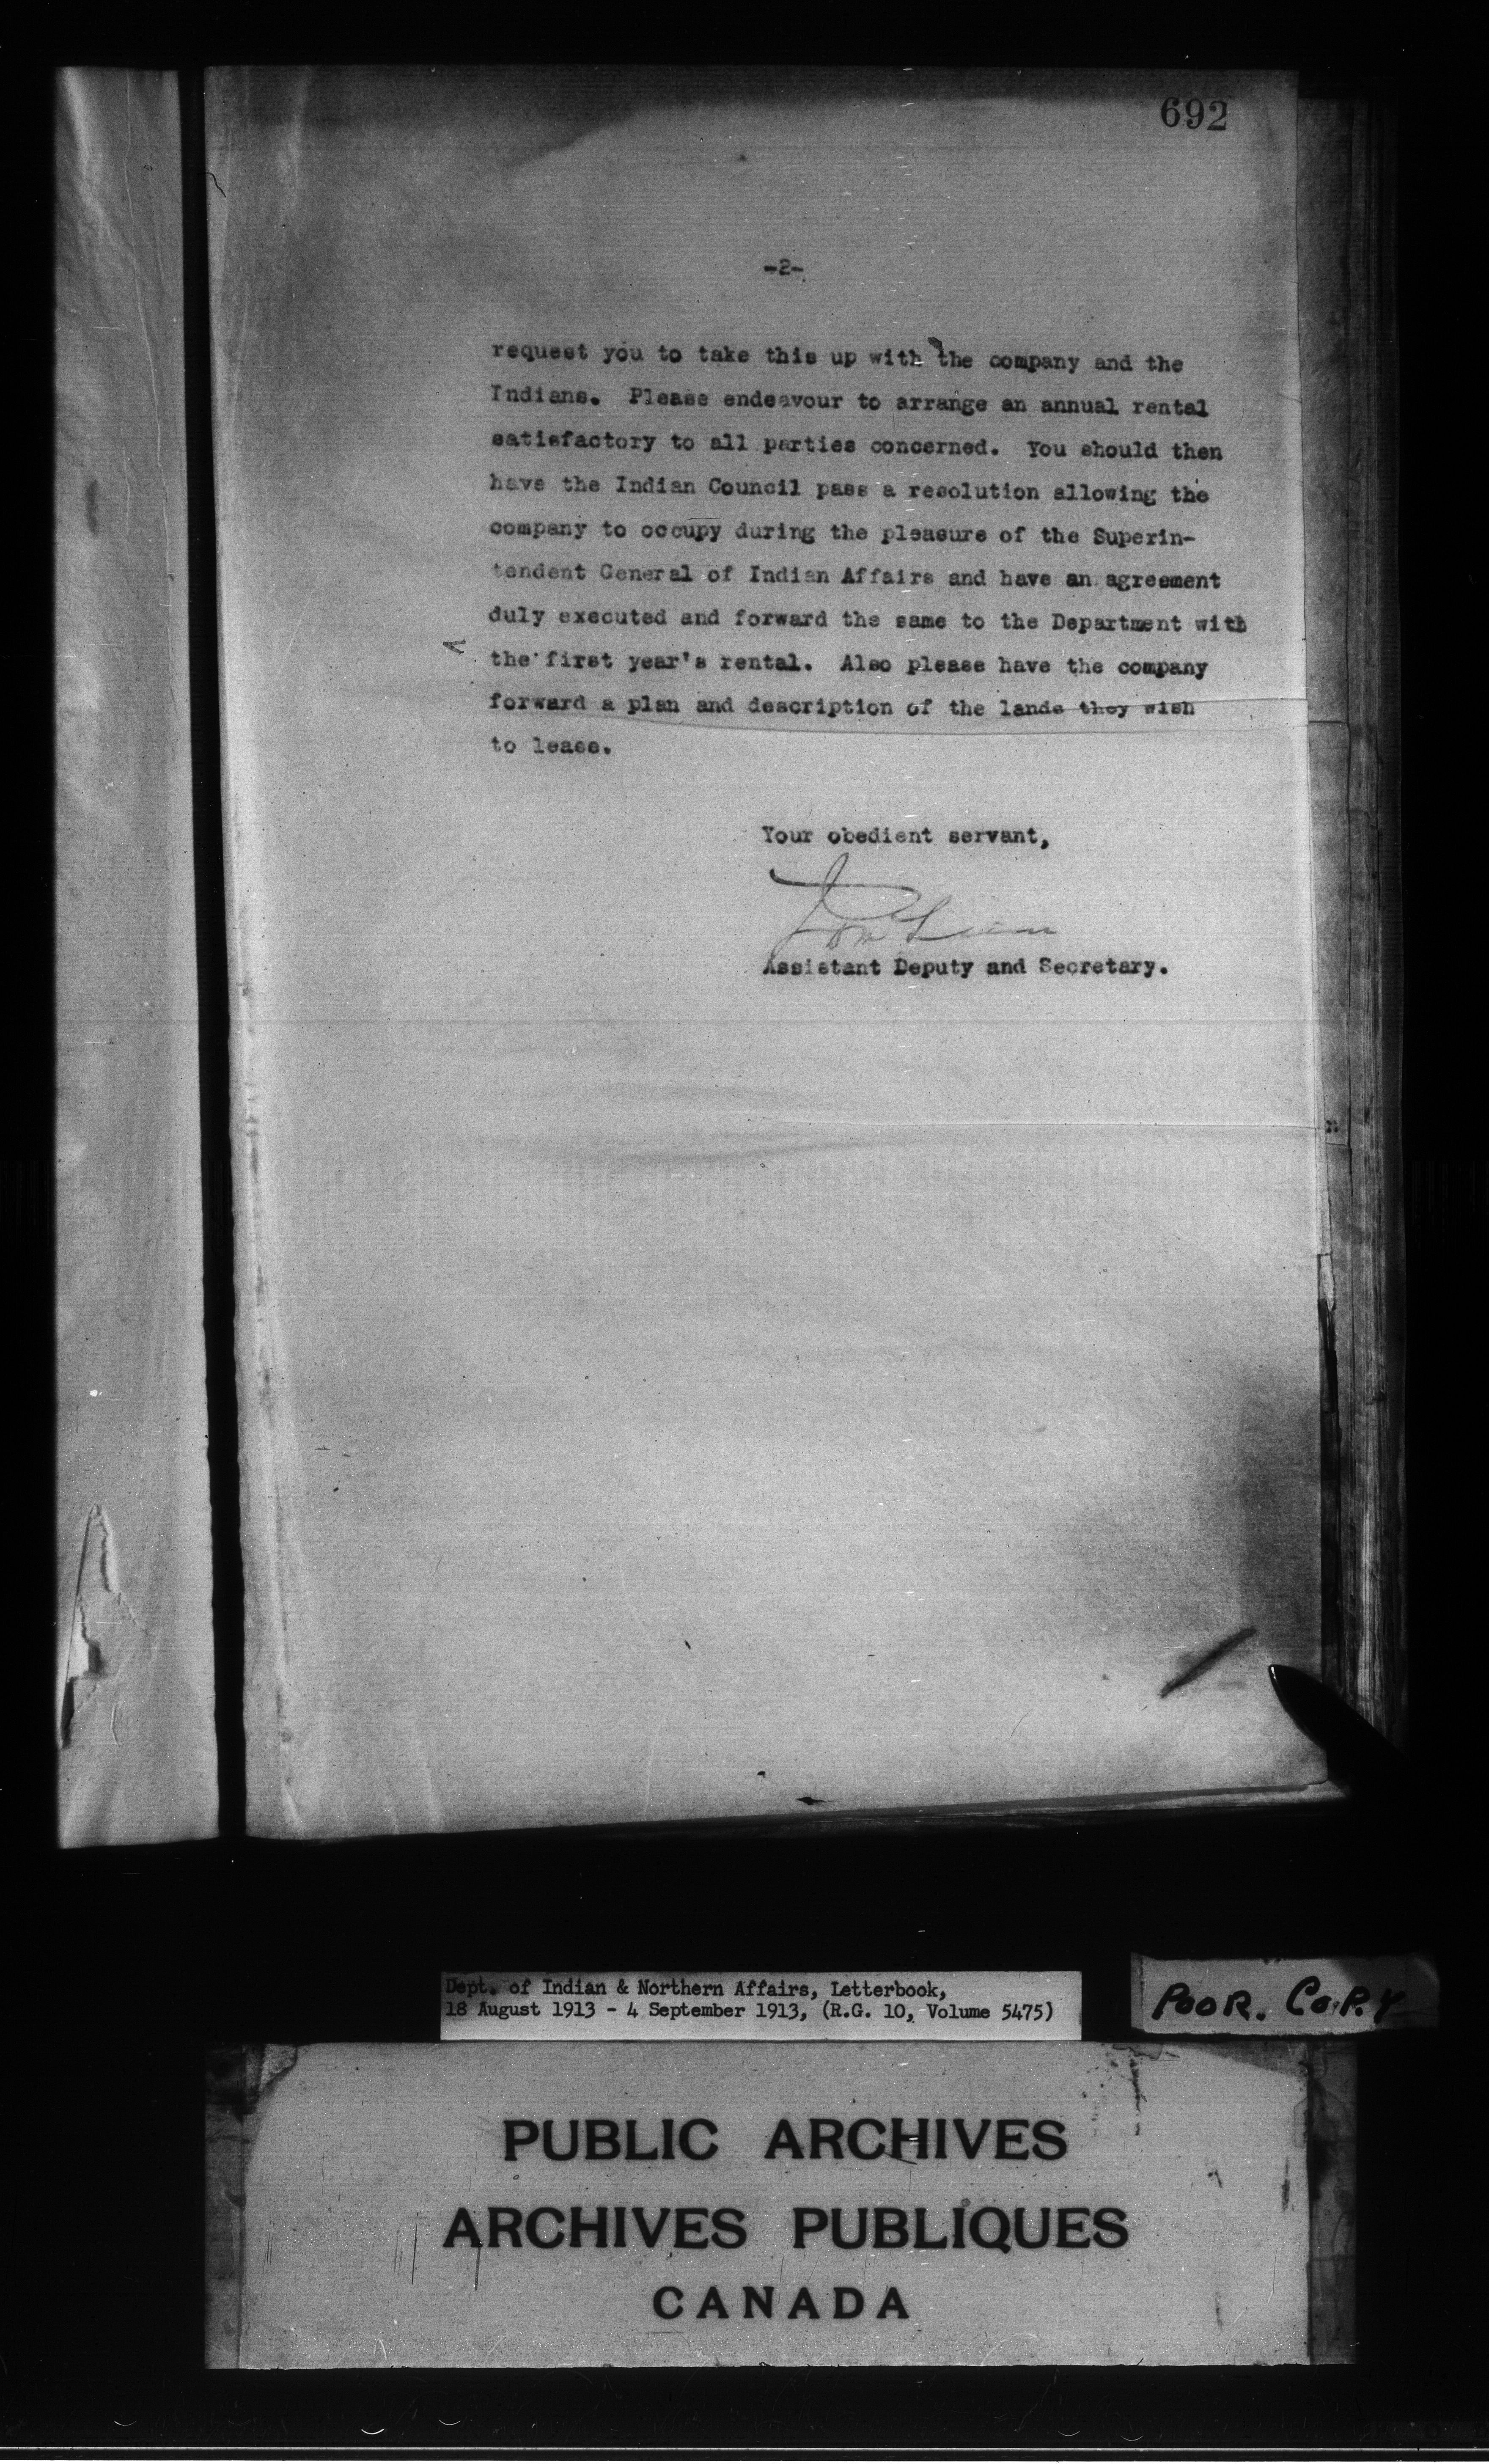 692
-2-
request you to take this up with the company and the
Indians. Please endeavour to arrange an annual rental
satisfactory to all parties concerned. You should then
have the Indian Council pass a resolution allowing the
company to occupy during the pleasure of the Superin-
tendent General of Indian Affairs and have an agreement
duly executed and forward the same to the Department with
the first year's rental. Also please have the company
forward a plan and description of the lands they wish
to lease.
Your obedient servant,
Assistant Deputy and Secretary.
Dept. of Indian & Northern Affairs, Letterbook,
18 August 1913 - 4 September 1913, (R.G. 10, Volume 5475)
POOR. COPY
PUBLIC ARCHIVES
ARCHIVES PUBLIQUES
CANADA